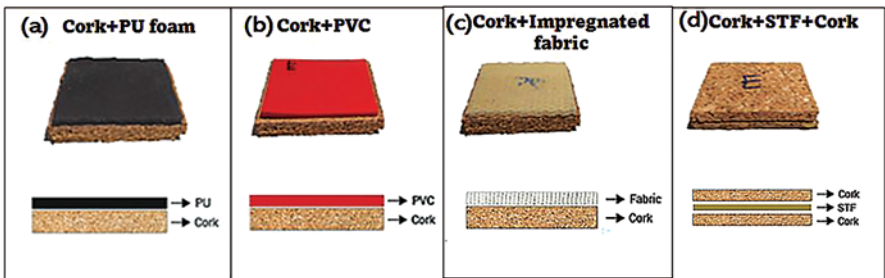 (a) Cork+PU foam
PU
Cork
(b) Cork+PVC
E
PVC
Cork
(c) Cork+Impregnated
fabric
Fabric
Cork
(d) Cork+STF+Cork
E
Cork
STF
Cork